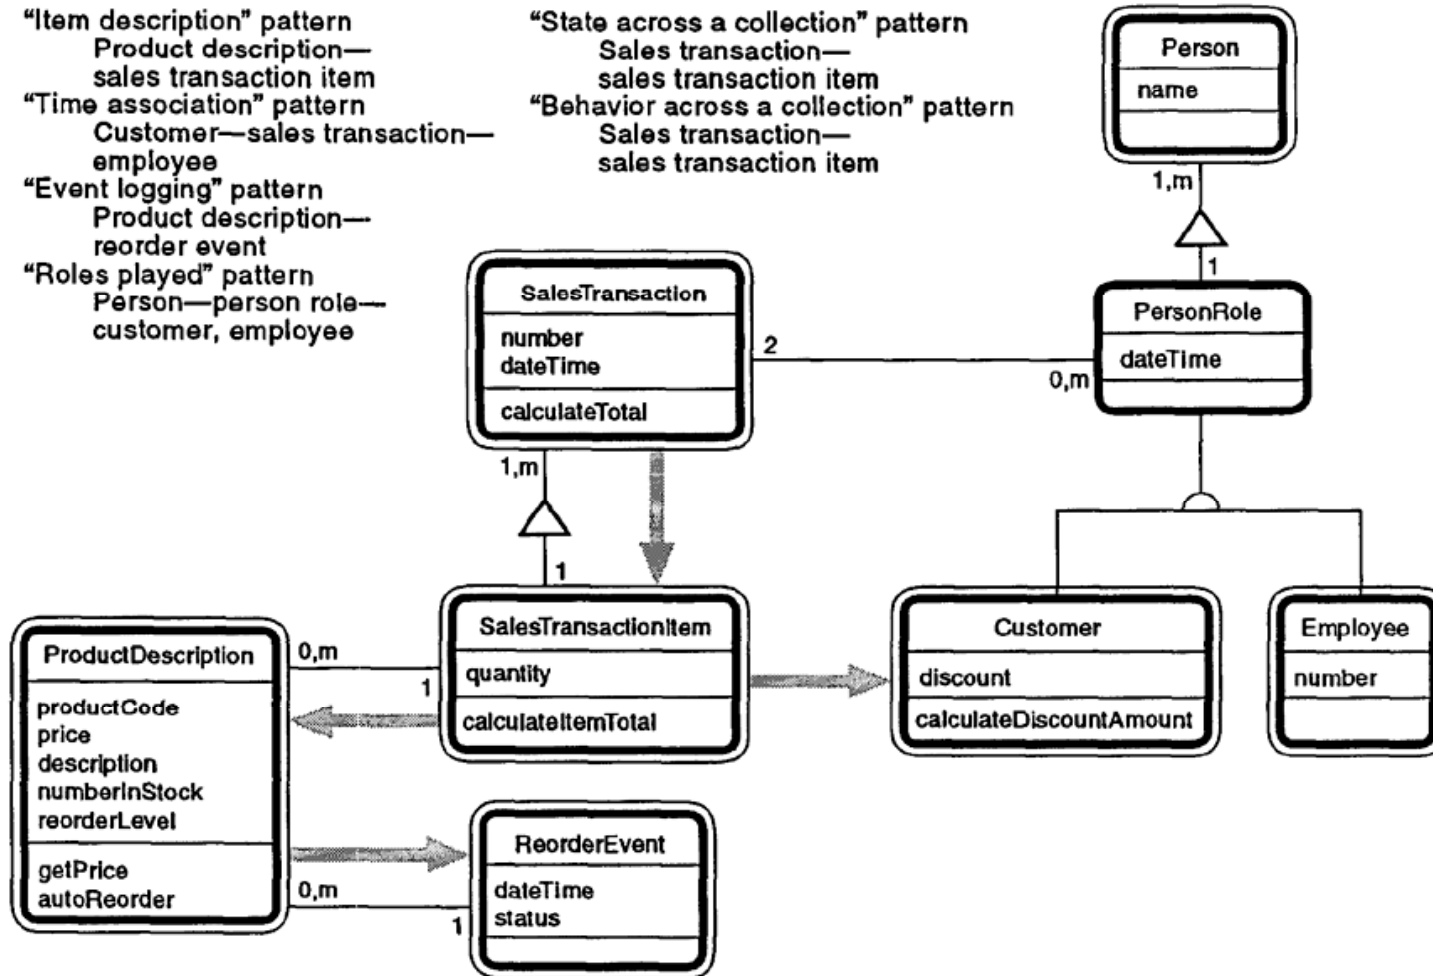 “Item description” pattern
Product description—
sales transaction item
“Time association” pattern
Customer—sales transaction—
employee
“Event logging” pattern
Product description—
reorder event
“Roles played” pattern
Person—person role—
customer, employee
“State across a collection” pattern
Sales transaction—
sales transaction item
“Behavior across a collection” pattern
Sales transaction—
sales transaction item
Person
name
1,m
1
PersonRole
dateTime
SalesTransaction
number
dateTime
calculateTotal
2
0,m
1,m
1
SalesTransactionItem
quantity
calculateItemTotal
Customer
discount
calculateDiscountAmount
Employee
number
ProductDescription
productCode
price
description
numberInStock
reorderLevel
getPrice
autoReorder
0,m
1
0,m
1
ReorderEvent
dateTime
status